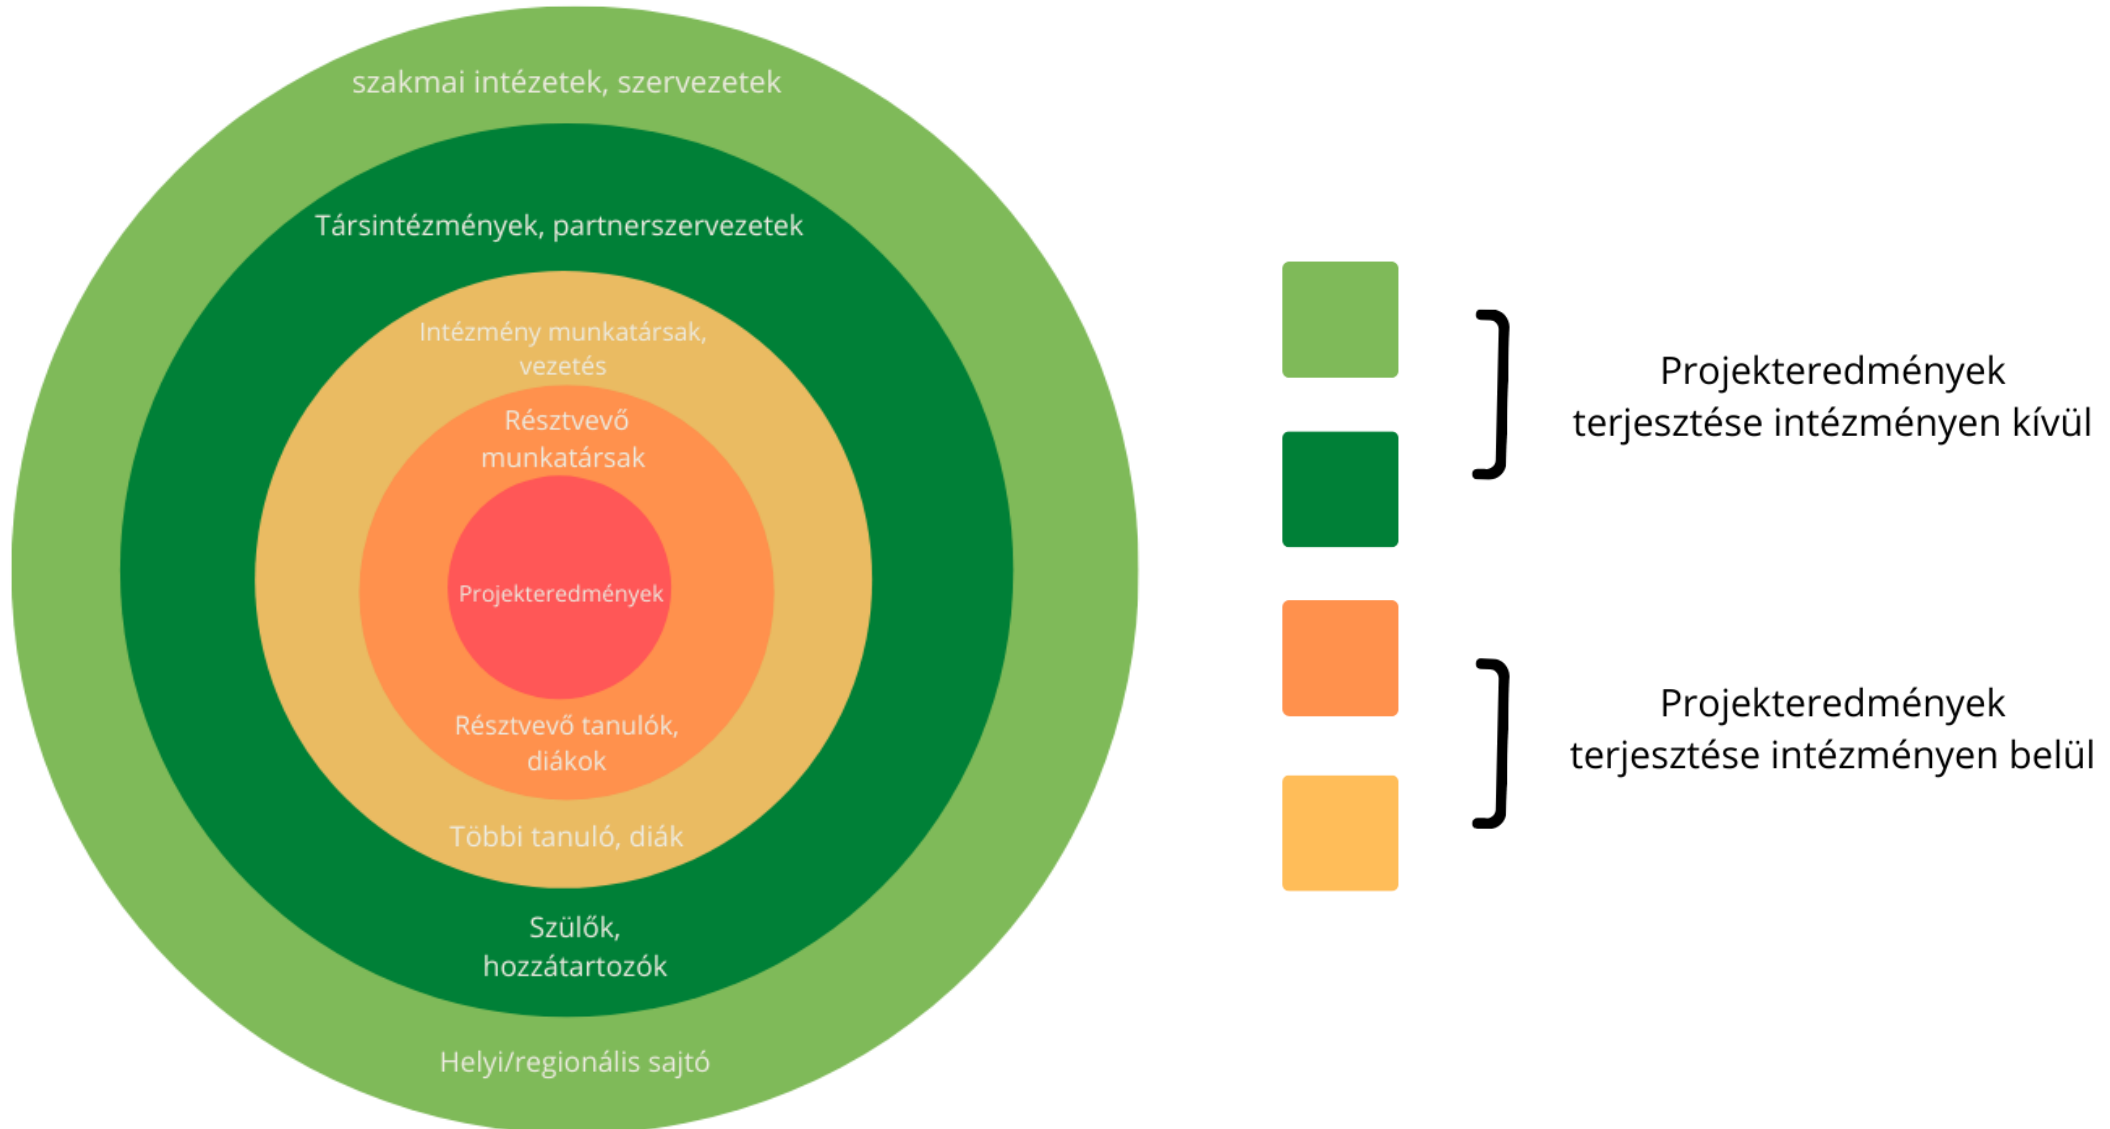 szakmai intézetek, szervezetek
Társintézmények, partnerszervezetek
Intézmény munkatársak,
vezetés
Résztvevő
munkatársak
Projekteredmények
Résztvevő tanulók,
diákok
Többi tanuló, diák
Szülők,
hozzátartozók
Helyi/regionális sajtó
Projekteredmények
terjesztése intézményen kívül
Projekteredmények
terjesztése intézményen belül